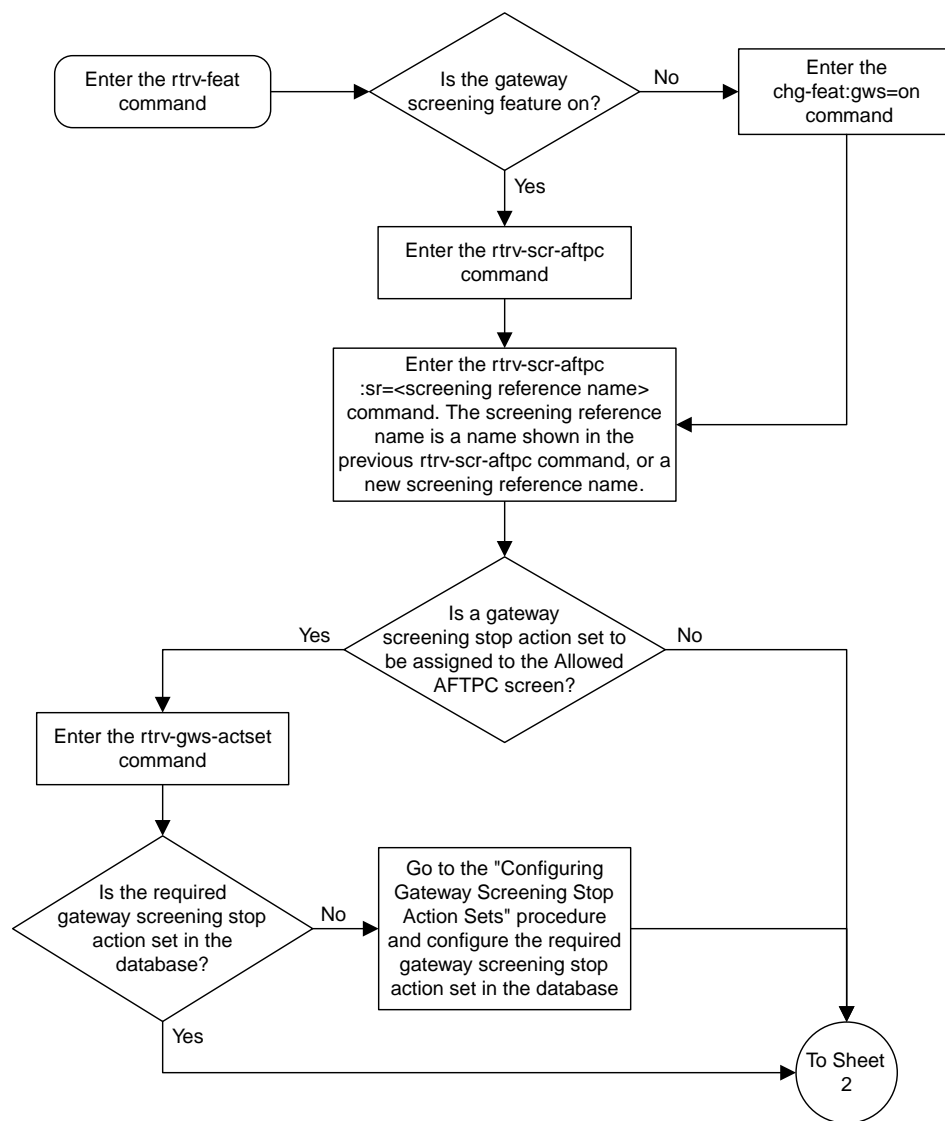 Enter the rtrv-feat
command
Is the gateway
screening feature on?
No
Enter the
chg-feat:gws=on
command
Yes
Enter the rtrv-scr-aftpc
command
Enter the rtrv-scr-aftpc
:sr=<screening reference name>
command. The screening reference
name is a name shown in the
previous rtrv-scr-aftpc command, or a
new screening reference name.
Is a gateway
screening stop action set to
be assigned to the Allowed
AFTPC screen?
Yes
No
Enter the rtrv-gws-actset
command
Is the required
gateway screening stop
action set in the
database?
No
Go to the "Configuring
Gateway Screening Stop
Action Sets" procedure
and configure the required
gateway screening stop
action set in the database
Yes
To Sheet
2